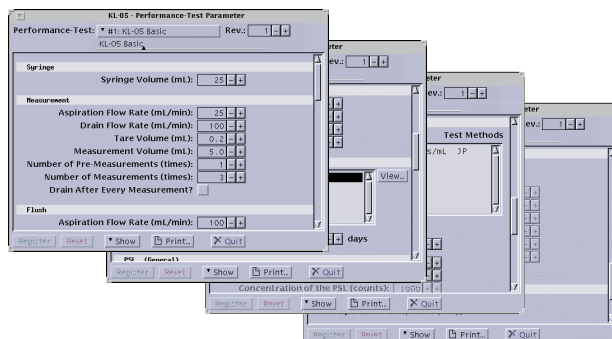 KL-05 - Performance-Test Parameter
Performance-Test: #1: KL-05 Basic Rev.: 1 - +
KL-05 Basic
Syringe
Syringe Volume (mL): 25 - +
Measurement
Aspiration Flow Rate (mL/min): 25 - +
Drain Flow Rate (mL/min): 100 - +
Tare Volume (mL): 0.2 - +
Measurement Volume (mL): 5.0 - +
Number of Pre-Measurements (times): 1 - +
Number of Measurements (times): 3 - +
Drain After Every Measurement?
Flush
Aspiration Flow Rate (mL/min): 100 - +
Register Reset Show Print... Quit
eter
ev.: 1 - +
View...
- + days
PSL (General)
Register Reset Show Print... Quit
eter
ev.: 1 - +
Test Methods
s/mL JP
Concentration of the PSL (counts): 1000 - +
Register Reset Show Print... Quit
eter
ev.: 1 - +
Register Reset Show Print... Quit